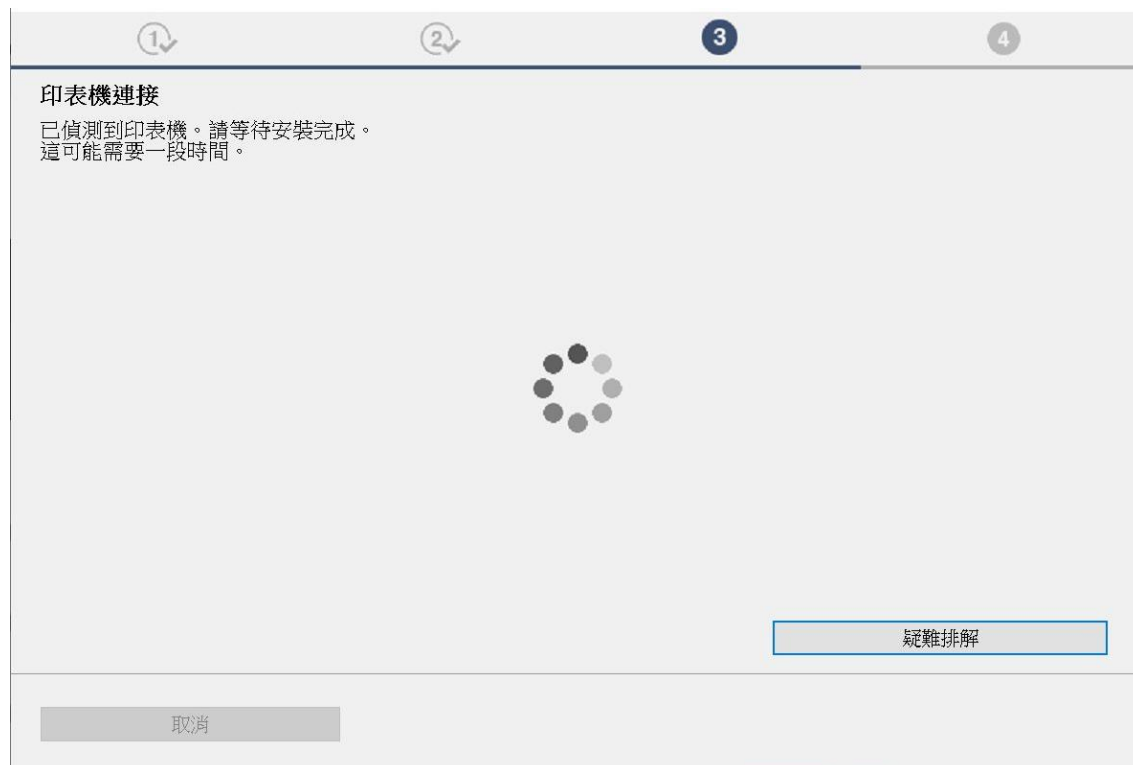 1 2 3 4
印表機連接
已偵測到印表機。請等待安裝完成。
這可能需要一段時間。
疑難排解
取消